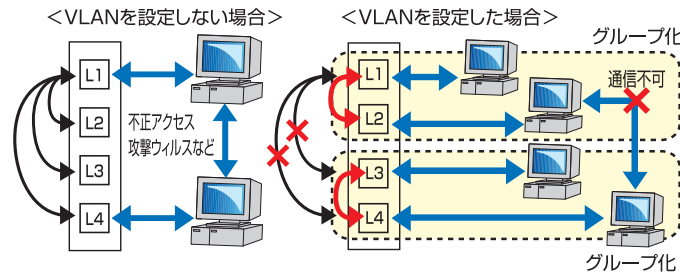 ＜VLANを設定しない場合＞
L1
L2
L3
L4
不正アクセス
攻撃ウィルスなど
＜VLANを設定した場合＞
グループ化
L1
L2
L3
L4
通信不可
グループ化